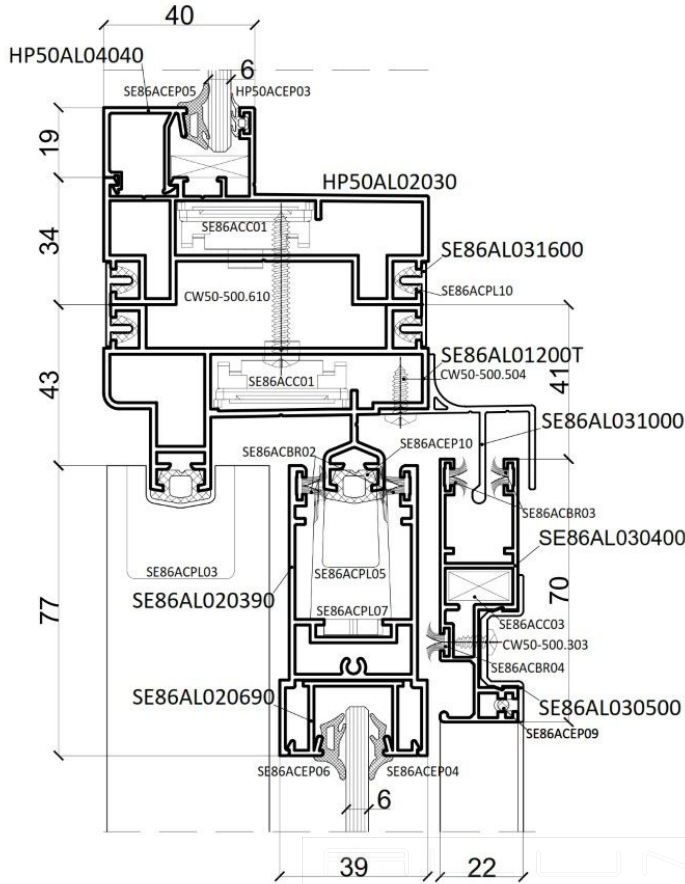 40
HP50AL04040
6
SE86ACEP05
HP50ACEP03
19
HP50AL02030
SE86ACC01
34
SE86AL031600
SE86ACPL10
CW50-500.610
SE86AL01200T
SE86ACC01
CW50-500.504
43
41
SE86AL031000
SE86ACBR02
SE86ACEP10
SE86ACBR03
SE86AL030400
SE86ACPL03
SE86ACPL05
SE86AL020390
SE86ACPL07
70
77
SE86ACC03
CW50-500.303
SE86ACBR04
SE86AL020690
SE86AL030500
SE86ACEP09
SE86ACEP06
SE86ACEP04
6
39
22